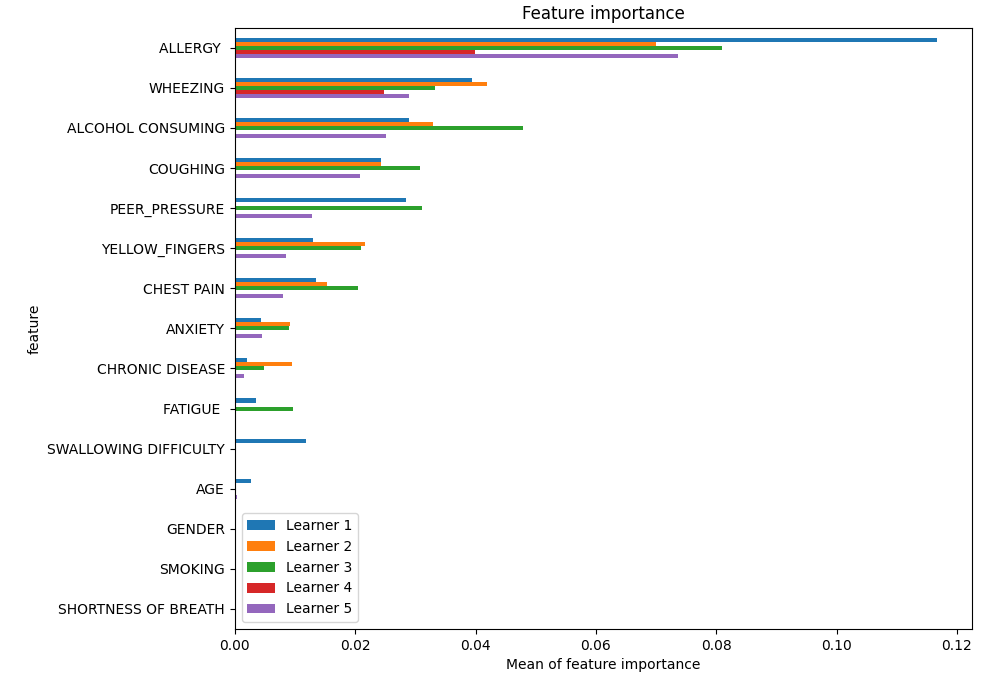 Feature importance
ALLERGY
WHEEZING
ALCOHOL CONSUMING
COUGHING
PEER_PRESSURE
YELLOW_FINGERS
CHEST PAIN
ANXIETY
CHRONIC DISEASE
FATIGUE
SWALLOWING DIFFICULTY
AGE
GENDER
SMOKING
SHORTNESS OF BREATH
feature
Learner 1
Learner 2
Learner 3
Learner 4
Learner 5
0.00 0.02 0.04 0.06 0.08 0.10 0.12
Mean of feature importance